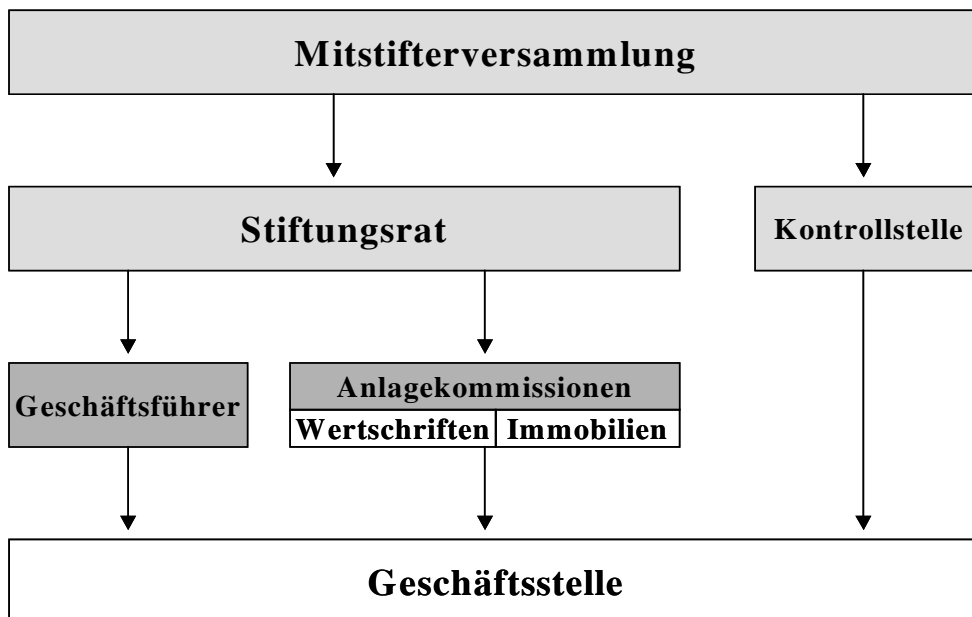 Mitstifterversammlung
Stiftungsrat
Kontrollstelle
Geschäftsführer
Anlagekommissionen
Wertschriften
Immobilien
Geschäftsstelle